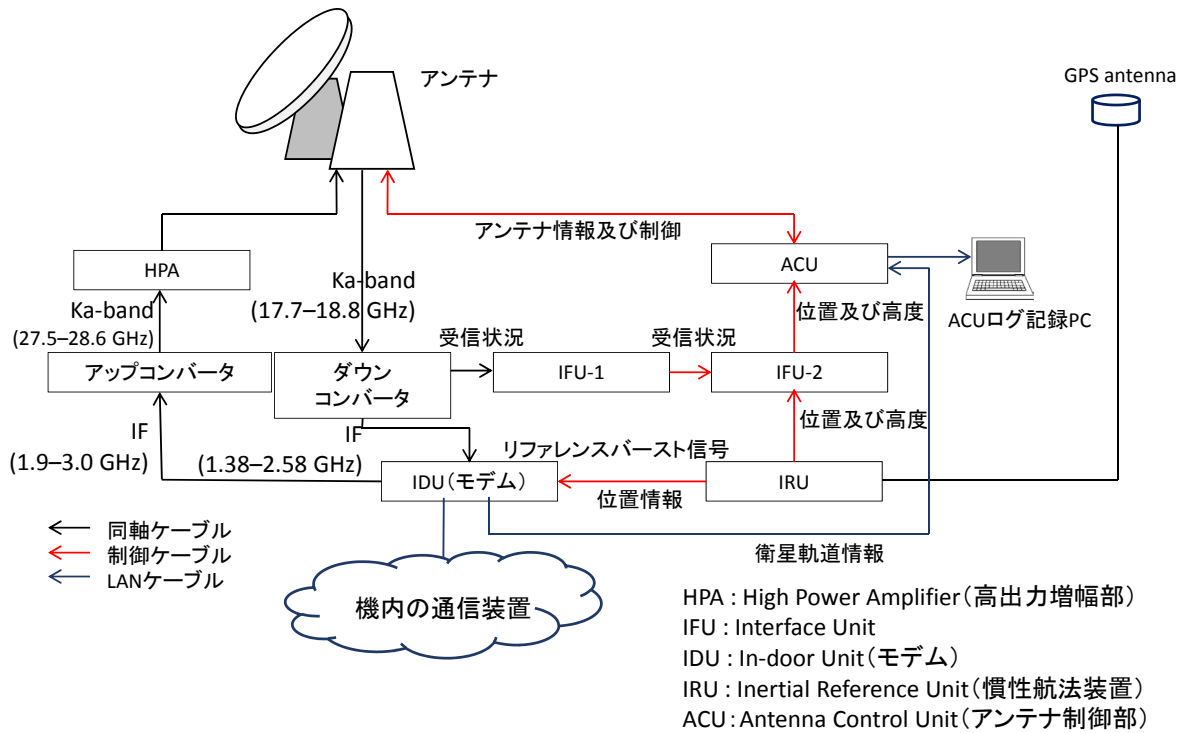 アンテナ
GPS antenna
アンテナ情報及び制御
HPA
ACU
Ka-band
(27.5–28.6 GHz)
Ka-band
(17.7–18.8 GHz)
位置及び高度
ACUログ記録PC
受信状況
受信状況
アップコンバータ
ダウン
コンバータ
IFU-1
IFU-2
位置及び高度
IF
(1.9–3.0 GHz)
IF
(1.38–2.58 GHz)
リファレンスバースト信号
IDU(モデム)
位置情報
IRU
同軸ケーブル
制御ケーブル
LANケーブル
衛星軌道情報
機内の通信装置
HPA : High Power Amplifier(高出力増幅部)
IFU : Interface Unit
IDU : In-door Unit(モデム)
IRU : Inertial Reference Unit(慣性航法装置)
ACU : Antenna Control Unit(アンテナ制御部)